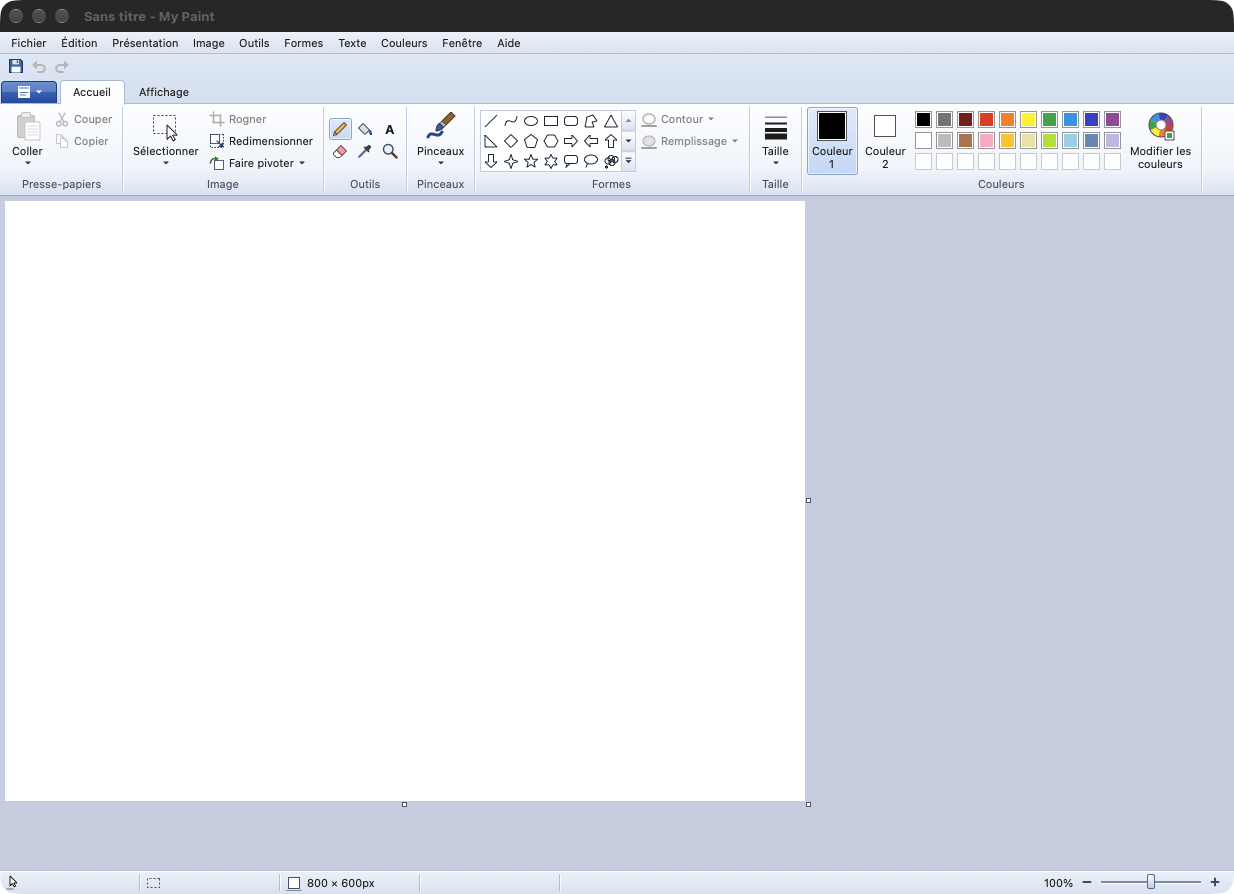 Sans titre - My Paint
Fichier Édition Présentation Image Outils Formes Texte Couleurs Fenêtre Aide
Accueil Affichage
Coller
Couper
Copier
Presse-papiers
Sélectionner
Rogner
Redimensionner
Faire pivoter
Image
A
Outils
Pinceaux
Pinceaux
Contour
Remplissage
Formes
Taille
Taille
Couleur
1
Couleur
2
Modifier les
couleurs
Couleurs
800 × 600px
100%